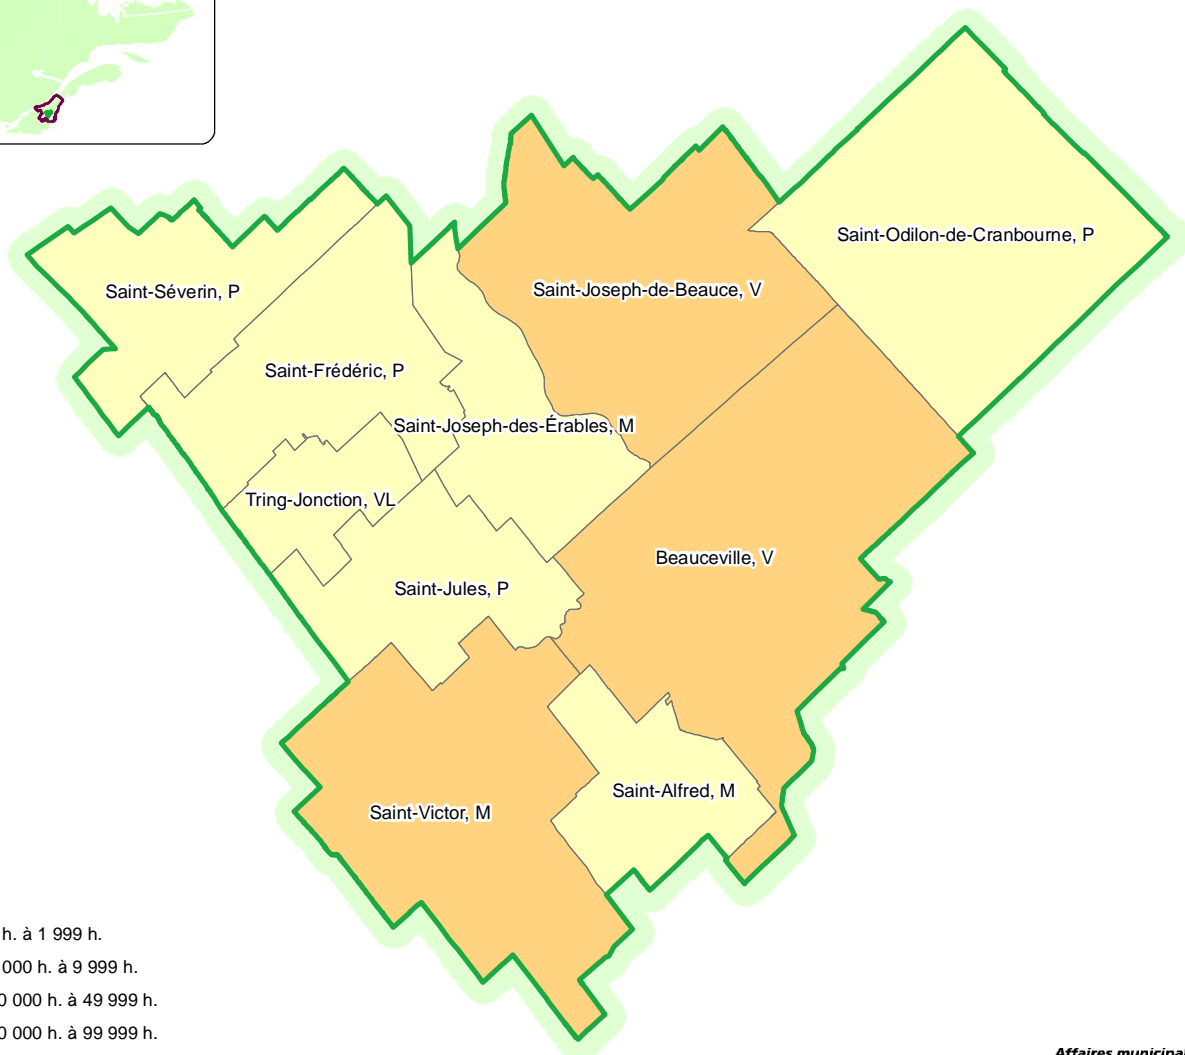 Saint-Odilon-de-Cranbourne, P
Saint-Séverin, P
Saint-Joseph-de-Beauce, V
Saint-Frédéric, P
Saint-Joseph-des-Érables, M
Tring-Jonction, VL
Beauceville, V
Saint-Jules, P
Saint-Alfred, M
Saint-Victor, M
h. à 1 999 h.
000 h. à 9 999 h.
0 000 h. à 49 999 h.
0 000 h. à 99 999 h.
Affaires municipal